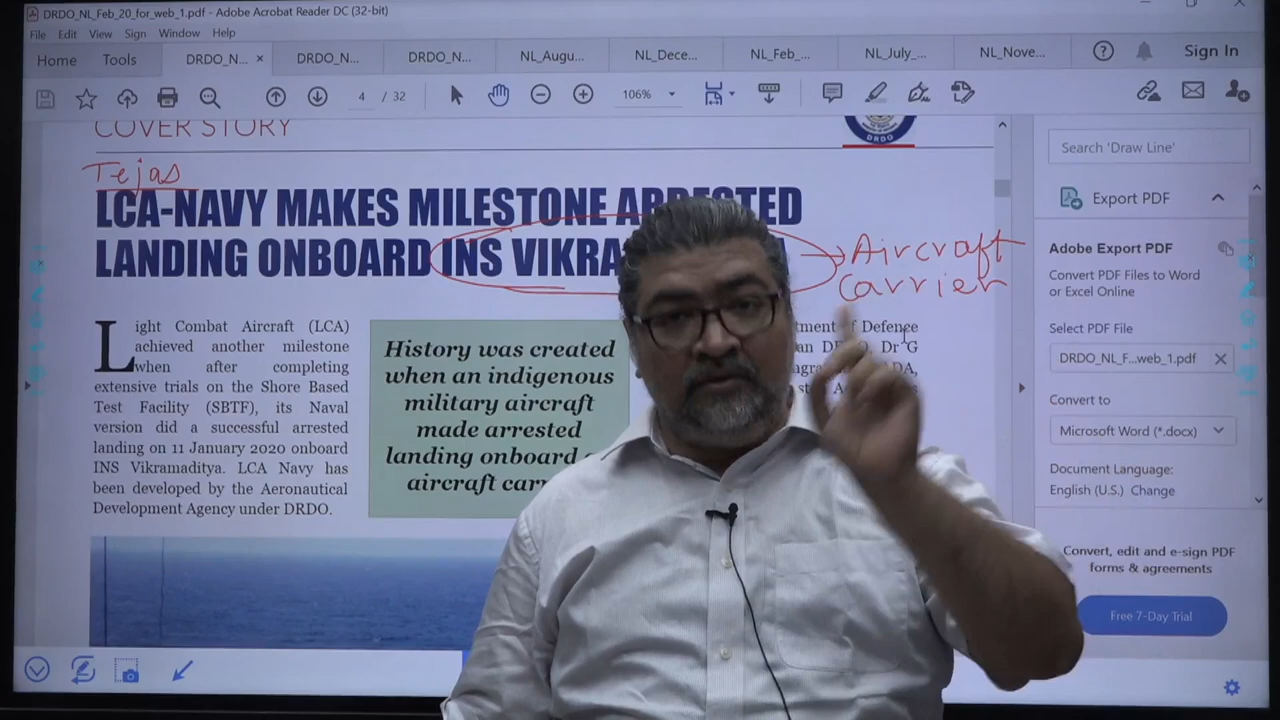 DRDO_NL_Feb_20_for_web_1.pdf - Adobe Acrobat Reader DC (32-bit)
File Edit View Sign Window Help
Home Tools DRDO_N... × DRDO_N... DRDO_N... NL_Augu... NL_Dece... NL_Feb_... NL_July_... NL_Nove... Sign In
4 / 32 106%
COVER STORY
DRDO
Tejas
LCA-NAVY MAKES MILESTONE ARRESTED
LANDING ONBOARD INS VIKRA
Aircraft
Carrier
Light Combat Aircraft (LCA)
achieved another milestone
when after completing
extensive trials on the Shore Based
Test Facility (SBTF), its Naval
version did a successful arrested
landing on 11 January 2020 onboard
INS Vikramaditya. LCA Navy has
been developed by the Aeronautical
Development Agency under DRDO.
History was created
when an indigenous
military aircraft
made arrested
landing onboard
aircraft carr
of Defence
Dr G
Search 'Draw Line'
Export PDF
Adobe Export PDF
Convert PDF Files to Word
or Excel Online
Select PDF File
DRDO_NL_F...web_1.pdf ×
Convert to
Microsoft Word (*.docx)
Document Language:
English (U.S.) Change
Convert, edit and e-sign PDF
forms & agreements
Free 7-Day Trial